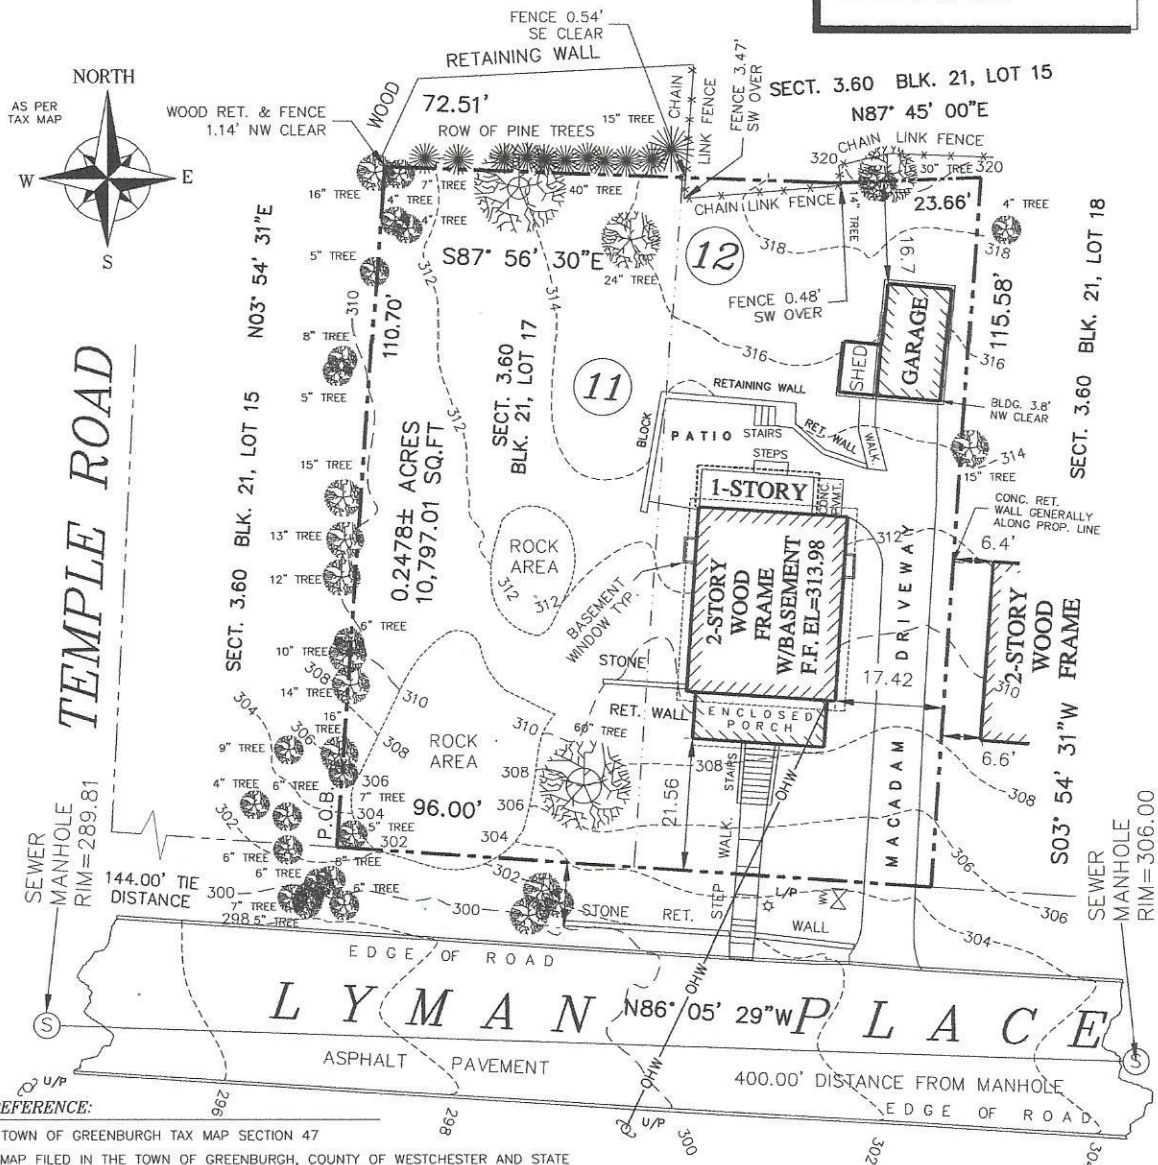 FENCE 0.54'
SE CLEAR
RETAINING WALL
NORTH
AS PER
TAX MAP
W
E
S
WOOD RET. & FENCE
1.14' NW CLEAR
WOOD
72.51'
15" TREE
CHAIN
LINK FENCE
FENCE 3.47'
SW OVER
SECT. 3.60 BLK. 21, LOT 15
N87° 45' 00"E
CHAIN LINK FENCE
ROW OF PINE TREES
320
30" TREE
320
16" TREE
7" TREE
40" TREE
4" TREE
4" TREE
CHAIN LINK FENCE
14" TREE
23.66'
4" TREE
5" TREE
312
S87° 56' 30"E
24" TREE
12
318
318
16.7
FENCE 0.48'
SW OVER
N03° 54' 31"E
310
110.70'
314
115.58'
SECT. 3.60 BLK. 21, LOT 18
8" TREE
5" TREE
316
316
SHED
GARAGE
SECT. 3.60
BLK. 21, LOT 17
11
312
RETAINING WALL
BLDG. 3.8'
NW CLEAR
BLOCK
PATIO
STAIRS
RET. WALL
WALK.
STEPS
314
15" TREE
TEMPLE ROAD
SECT. 3.60 BLK. 21, LOT 15
15" TREE
13" TREE
12" TREE
0.2478± ACRES
10,797.01 SQ.FT
1-STORY
CONC. PVMT.
CONC. RET.
WALL GENERALLY
ALONG PROP. LINE
6.4'
ROCK
AREA
312
312
312
BASEMENT
WINDOW TYP.
2-STORY
WOOD
FRAME
W/BASEMENT
F.F. EL=313.98
DRIVEWAY
2-STORY
WOOD
FRAME
6" TREE
10" TREE
308
14" TREE
310
STONE
RET. WALL
17.42
310
304
306
16"
TREE
308
ROCK
AREA
310
60" TREE
ENCLOSED
PORCH
9" TREE
308
308
306
STAIRS
OHW
MACADAM
6.6'
308
4" TREE
6" TREE
306
7" TREE
304
96.00'
302
P.O.B.
5" TREE
302
304
21.56
WALK.
S03° 54' 31"W
306
SEWER
MANHOLE
RIM=289.81
6" TREE
8" TREE
144.00' TIE
DISTANCE
6" TREE
6" TREE
300
7" TREE
298
5" TREE
302
300
STONE RET. WALL
STEP
L/P
WV
306
304
SEWER
MANHOLE
RIM=306.00
EDGE OF ROAD
OHW
LYMAN PLACE
N86° 05' 29"W
S
S
ASPHALT PAVEMENT
OHW
400.00' DISTANCE FROM MANHOLE
EDGE OF ROAD
U/P
U/P
296
298
300
302
304
REFERENCE:
TOWN OF GREENBURGH TAX MAP SECTION 47
MAP FILED IN THE TOWN OF GREENBURGH, COUNTY OF WESTCHESTER AND STATE